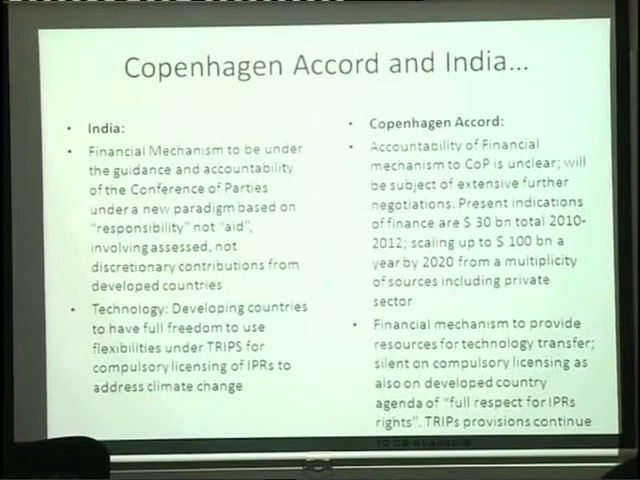 Copenhagen Accord and India...
• India:
• Financial Mechanism to be under
the guidance and accountability
of the Conference of Parties
under a new paradigm based on
"responsibility" not "aid",
involving assessed, not
discretionary contributions from
developed countries
• Technology: Developing countries
to have full freedom to use
flexibilities under TRIPS for
compulsory licensing of IPRs to
address climate change
• Copenhagen Accord:
• Accountability of Financial
mechanism to CoP is unclear; will
be subject of extensive further
negotiations. Present indications
of finance are $ 30 bn total 2010-
2012; scaling up to $ 100 bn a
year by 2020 from a multiplicity
of sources including private
sector
• Financial mechanism to provide
resources for technology transfer;
silent on compulsory licensing as
also on developed country
agenda of "full respect for IPRs
rights". TRIPs provisions continue
to be available